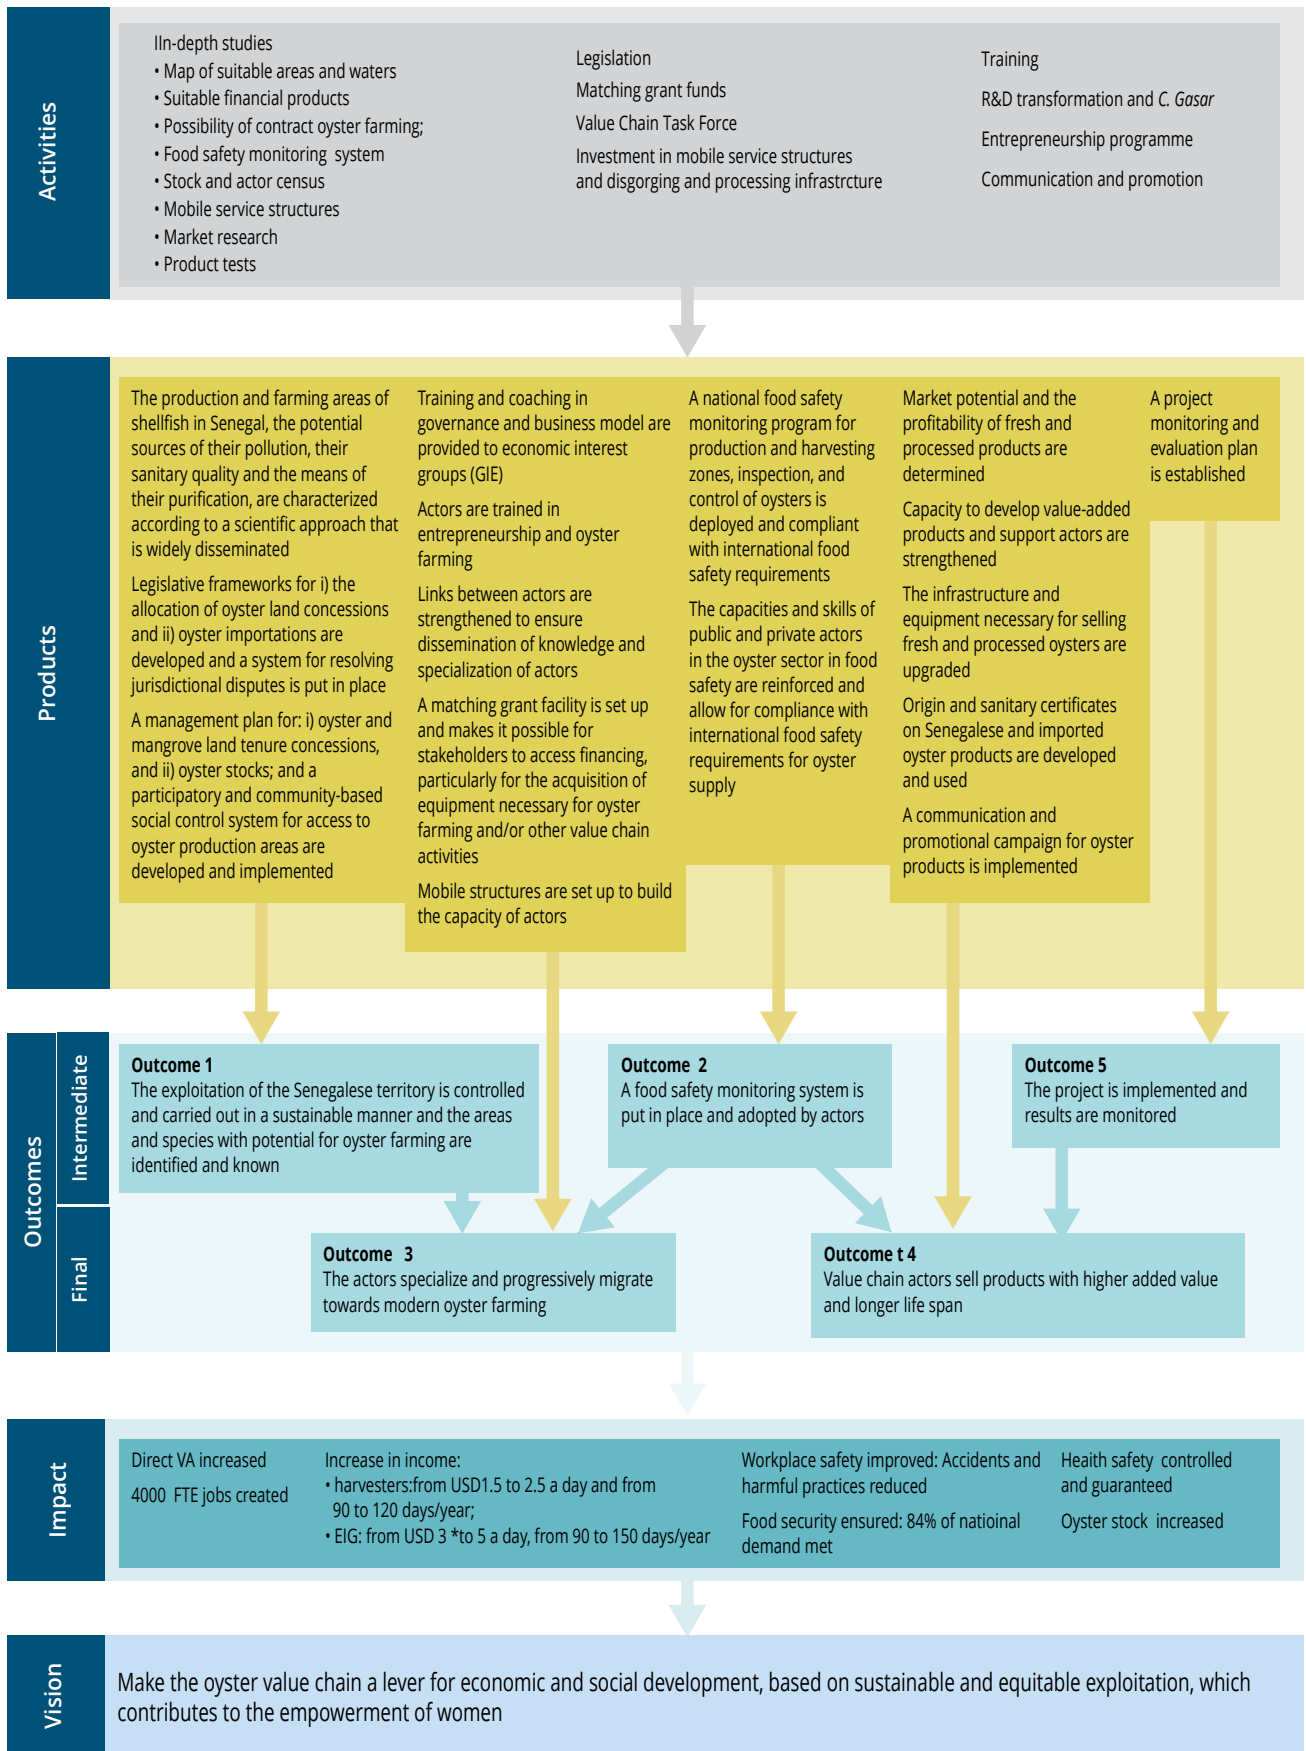 Activities
IIn-depth studies
• Map of suitable areas and waters
• Suitable financial products
• Possibility of contract oyster farming;
• Food safety monitoring system
• Stock and actor census
• Mobile service structures
• Market research
• Product tests
Legislation
Matching grant funds
Value Chain Task Force
Investment in mobile service structures
and disgorging and processing infrastrcture
Training
R&D transformation and C. Gasar
Entrepreneurship programme
Communication and promotion
Products
The production and farming areas of
shellfish in Senegal, the potential
sources of their pollution, their
sanitary quality and the means of
their purification, are characterized
according to a scientific approach that
is widely disseminated
Legislative frameworks for i) the
allocation of oyster land concessions
and ii) oyster importations are
developed and a system for resolving
jurisdictional disputes is put in place
A management plan for: i) oyster and
mangrove land tenure concessions,
and ii) oyster stocks; and a
participatory and community-based
social control system for access to
oyster production areas are
developed and implemented
Training and coaching in
governance and business model are
provided to economic interest
groups (GIE)
Actors are trained in
entrepreneurship and oyster
farming
Links between actors are
strengthened to ensure
dissemination of knowledge and
specialization of actors
A matching grant facility is set up
and makes it possible for
stakeholders to access financing,
particularly for the acquisition of
equipment necessary for oyster
farming and/or other value chain
activities
Mobile structures are set up to build
the capacity of actors
A national food safety
monitoring program for
production and harvesting
zones, inspection, and
control of oysters is
deployed and compliant
with international food
safety requirements
The capacities and skills of
public and private actors
in the oyster sector in food
safety are reinforced and
allow for compliance with
international food safety
requirements for oyster
supply
Market potential and the
profitability of fresh and
processed products are
determined
Capacity to develop value-added
products and support actors are
strengthened
The infrastructure and
equipment necessary for selling
fresh and processed oysters are
upgraded
Origin and sanitary certificates
on Senegalese and imported
oyster products are developed
and used
A communication and
promotional campaign for oyster
products is implemented
A project
monitoring and
evaluation plan
is established
Outcomes
Intermediate
Outcome 1
The exploitation of the Senegalese territory is controlled
and carried out in a sustainable manner and the areas
and species with potential for oyster farming are
identified and known
Outcome 2
A food safety monitoring system is
put in place and adopted by actors
Outcome 5
The project is implemented and
results are monitored
Final
Outcome 3
The actors specialize and progressively migrate
towards modern oyster farming
Outcome t 4
Value chain actors sell products with higher added value
and longer life span
Impact
Direct VA increased
4000 FTE jobs created
Increase in income:
• harvesters:from USD1.5 to 2.5 a day and from
90 to 120 days/year;
• EIG: from USD 3 *to 5 a day, from 90 to 150 days/year
Workplace safety improved: Accidents and
harmful practices reduced
Food security ensured: 84% of natioinal
demand met
Heaith safety controlled
and guaranteed
Oyster stock increased
Vision
Make the oyster value chain a lever for economic and social development, based on sustainable and equitable exploitation, which
contributes to the empowerment of women